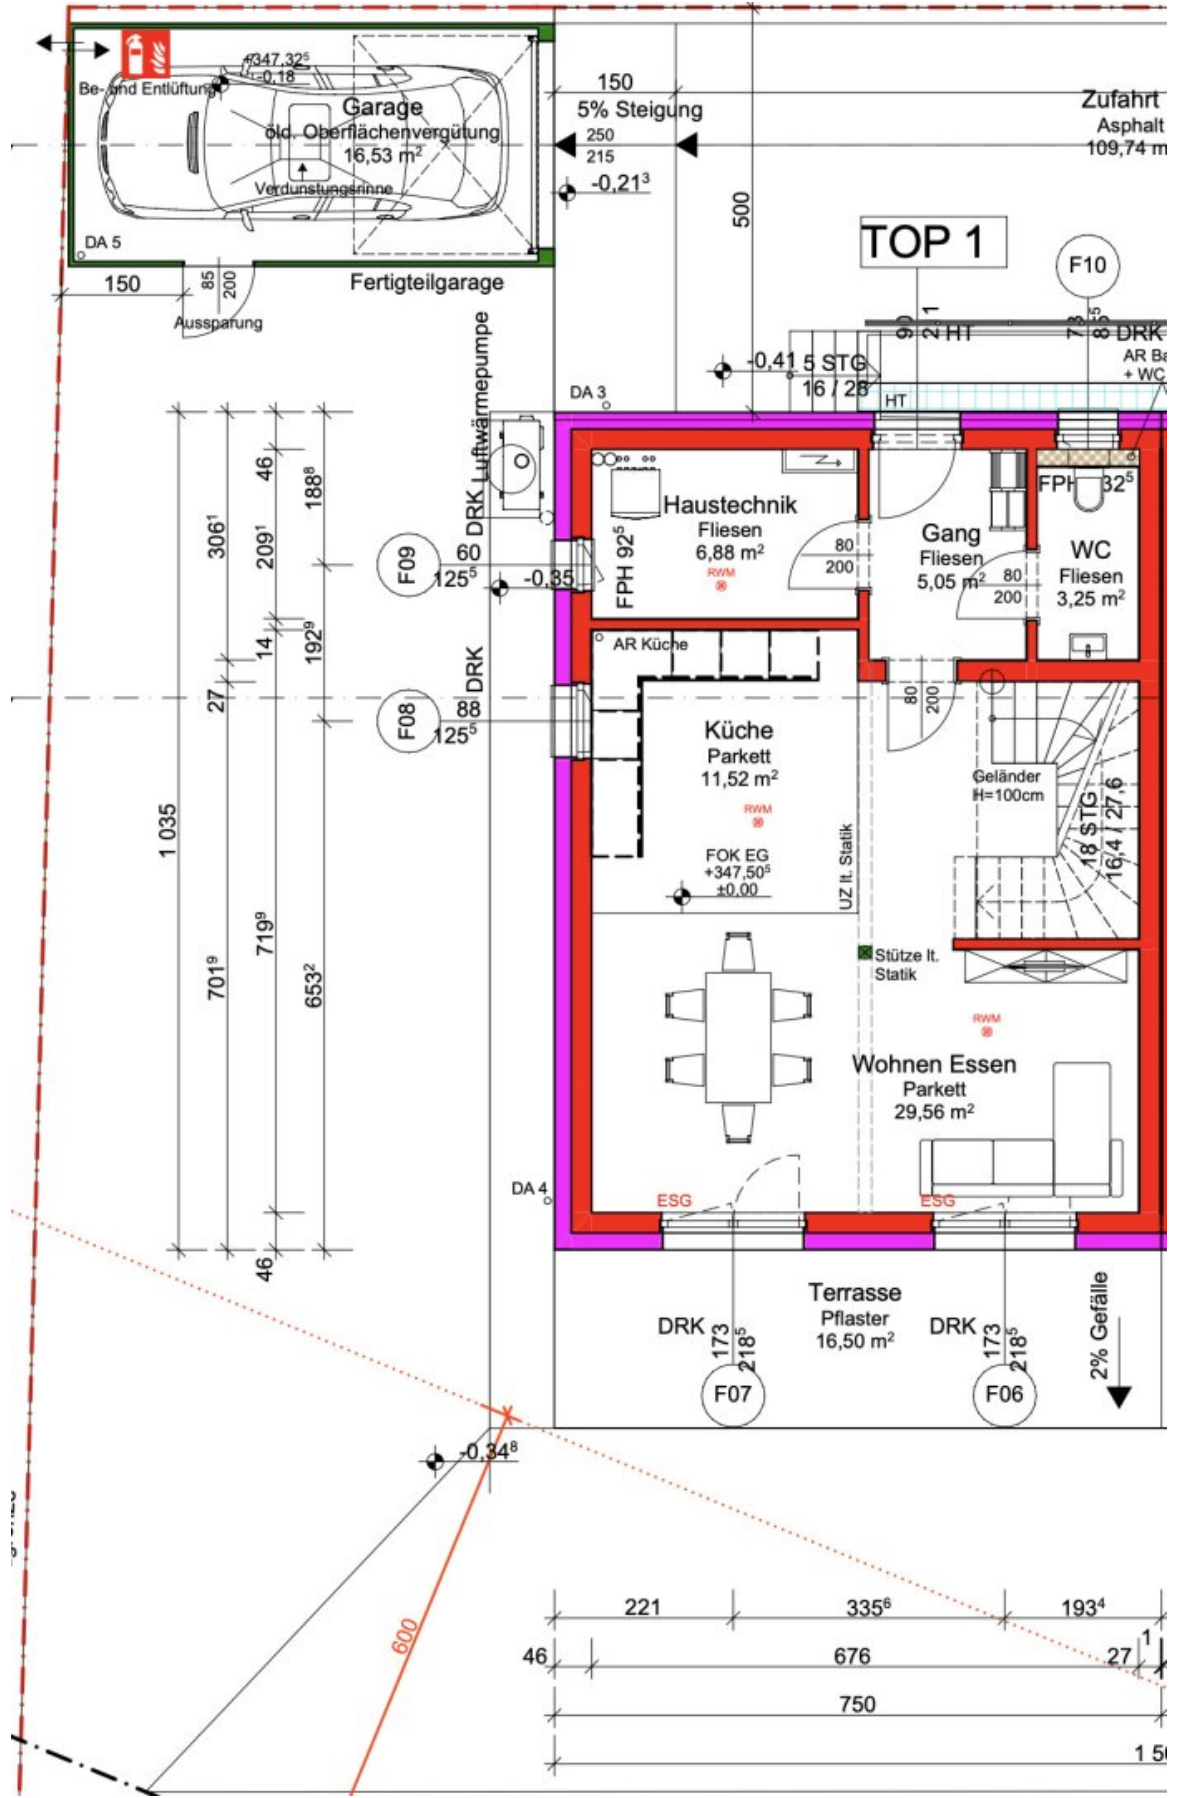 +347,32⁵
-0,18
Be- und Entlüftung
Garage
öld. Oberflächenvergütung
16,53 m²
Verdunstungsrinne
DA 5
150
85
200
Aussparung
Fertigteilgarage
150
5% Steigung
250
215
-0,21³
500
Zufahrt
Asphalt
109,74 m
TOP 1
F10
HT
DRK
AR Ba
+ WC
-0,41
5 STG
16 / 28
HT
DA 3
Luftwärmepumpe
DRK
46
188⁸
306¹
209¹
14
192⁹
27
1 035
719⁹
701⁹
653²
46
F09
60
125⁵
-0,35
FPH 92⁵
Haustechnik
Fliesen
6,88 m²
RWM
80
200
Gang
Fliesen
5,05 m²
80
200
WC
Fliesen
3,25 m²
DRK
F08
88
125⁵
AR Küche
Küche
Parkett
11,52 m²
RWM
FOK EG
+347,50⁵
±0,00
UZ lt. Statik
80
200
Geländer
H=100cm
18 STG
16,4 / 27,6
Stütze lt.
Statik
RWM
Wohnen Essen
Parkett
29,56 m²
DA 4
ESG
ESG
Terrasse
Pflaster
16,50 m²
DRK
173
218⁵
DRK
173
218⁵
2% Gefälle
F07
F06
-0,34⁸
600
221
335⁶
193⁴
46
676
27
1
750
1 50